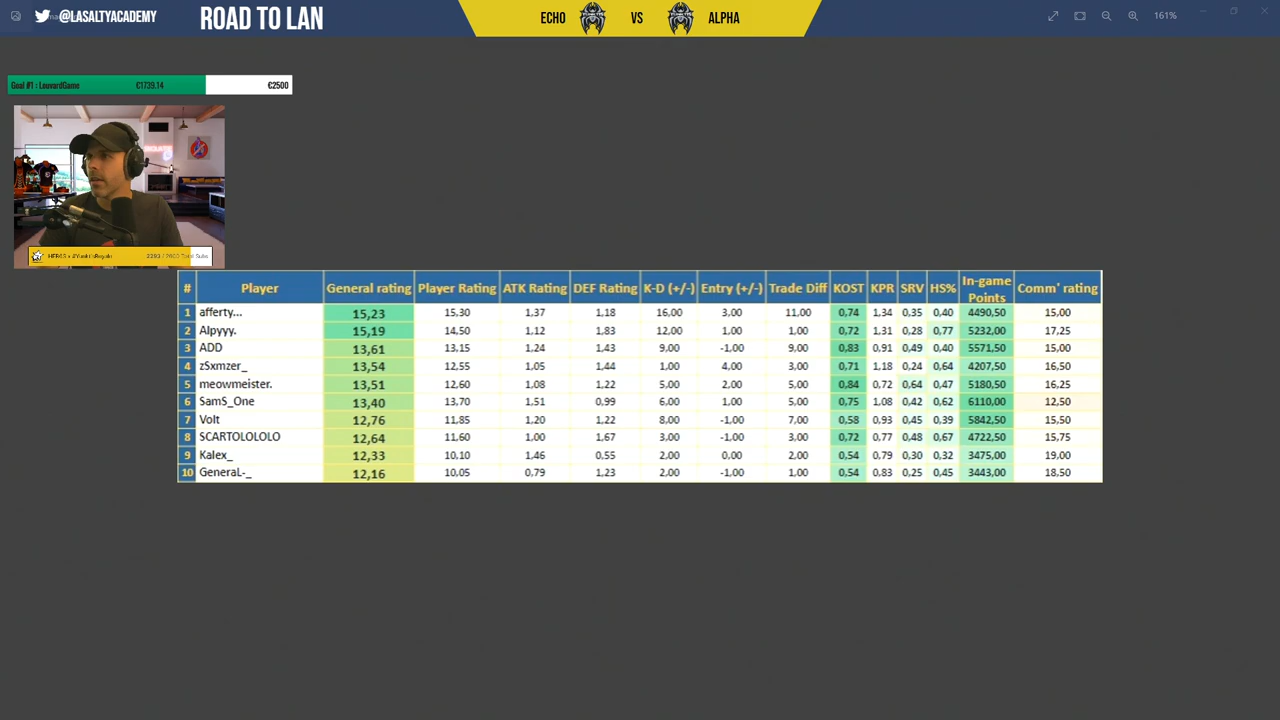 @LASALTYACADEMY ROAD TO LAN ECHO VS ALPHA 161%
Goal #1 : LouvardGame €1739.14 €2500
# Player General rating Player Rating ATK Rating DEF Rating K-D (+/-) Entry (+/-) Trade Diff KOST KPR SRV HS% In-game Points Comm' rating
1 afferty... 15,23 15,30 1,37 1,18 16,00 3,00 11,00 0,74 1,34 0,35 0,40 4490,50 15,00
2 Alpyyy. 15,19 14,50 1,12 1,83 12,00 1,00 1,00 0,72 1,31 0,28 0,77 5232,00 17,25
3 ADD 13,61 13,15 1,24 1,43 9,00 -1,00 9,00 0,83 0,91 0,49 0,40 5571,50 15,00
4 zSxmzer_ 13,54 12,55 1,05 1,44 1,00 4,00 3,00 0,71 1,18 0,24 0,64 4207,50 16,50
5 meowmeister. 13,51 12,60 1,08 1,22 5,00 2,00 5,00 0,84 0,72 0,64 0,47 5180,50 16,25
6 SamS_One 13,40 13,70 1,51 0,99 6,00 1,00 5,00 0,75 1,08 0,42 0,62 6110,00 12,50
7 Volt 12,76 11,85 1,20 1,22 8,00 -1,00 7,00 0,58 0,93 0,45 0,39 5842,50 15,50
8 SCARTOLOLOLO 12,64 11,60 1,00 1,67 3,00 -1,00 3,00 0,72 0,77 0,48 0,67 4722,50 15,75
9 Kalex_ 12,33 10,10 1,46 0,55 2,00 0,00 2,00 0,54 0,79 0,30 0,32 3475,00 19,00
10 GeneraL-_ 12,16 10,05 0,79 1,23 2,00 -1,00 1,00 0,54 0,83 0,25 0,45 3443,00 18,50